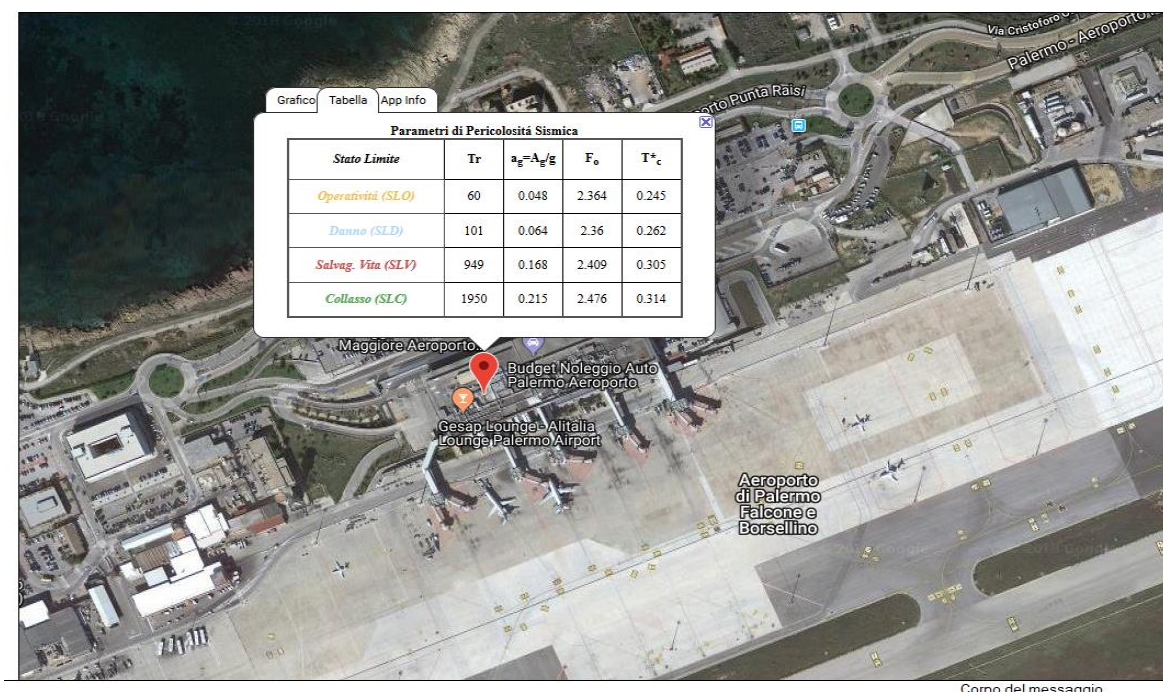 © 2018 Google
Via Cristoforo
Palermo - Aeroporto
Punta Raisi
Grafico Tabella App Info
Parametri di Pericolositá Sismica
Stato Limite Tr ag=Ag/g Fo T*c
Operativitá (SLO) 60 0.048 2.364 0.245
Danno (SLD) 101 0.064 2.36 0.262
Salvag. Vita (SLV) 949 0.168 2.409 0.305
Collasso (SLC) 1950 0.215 2.476 0.314
Maggiore Aeroporto
Budget Noleggio Auto
Palermo Aeroporto
Gesap Lounge - Alitalia
Lounge Palermo Airport
Aeroporto
di Palermo
Falcone e
Borsellino
Corpo del messaggio